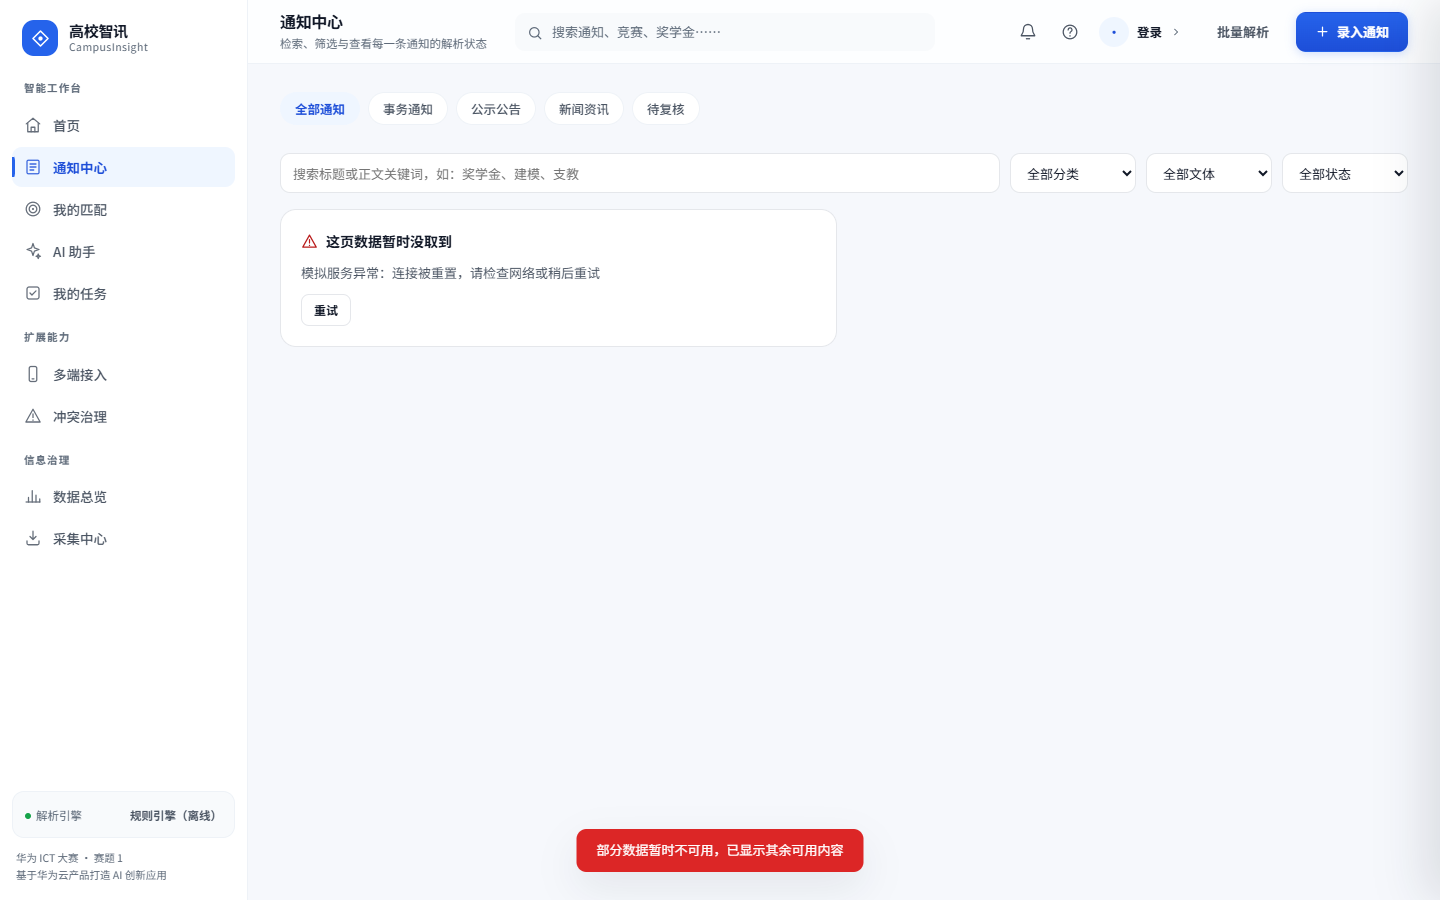 高校智讯
CampusInsight
智能工作台
首页
通知中心
我的匹配
AI 助手
我的任务
扩展能力
多端接入
冲突治理
信息治理
数据总览
采集中心
解析引擎
规则引擎（离线）
华为 ICT 大赛 · 赛题 1
基于华为云产品打造 AI 创新应用
通知中心
检索、筛选与查看每一条通知的解析状态
搜索通知、竞赛、奖学金……
登录
批量解析
录入通知
全部通知
事务通知
公示公告
新闻资讯
待复核
搜索标题或正文关键词，如：奖学金、建模、支教
全部分类
全部文体
全部状态
这页数据暂时没取到
模拟服务异常：连接被重置，请检查网络或稍后重试
重试
部分数据暂时不可用，已显示其余可用内容